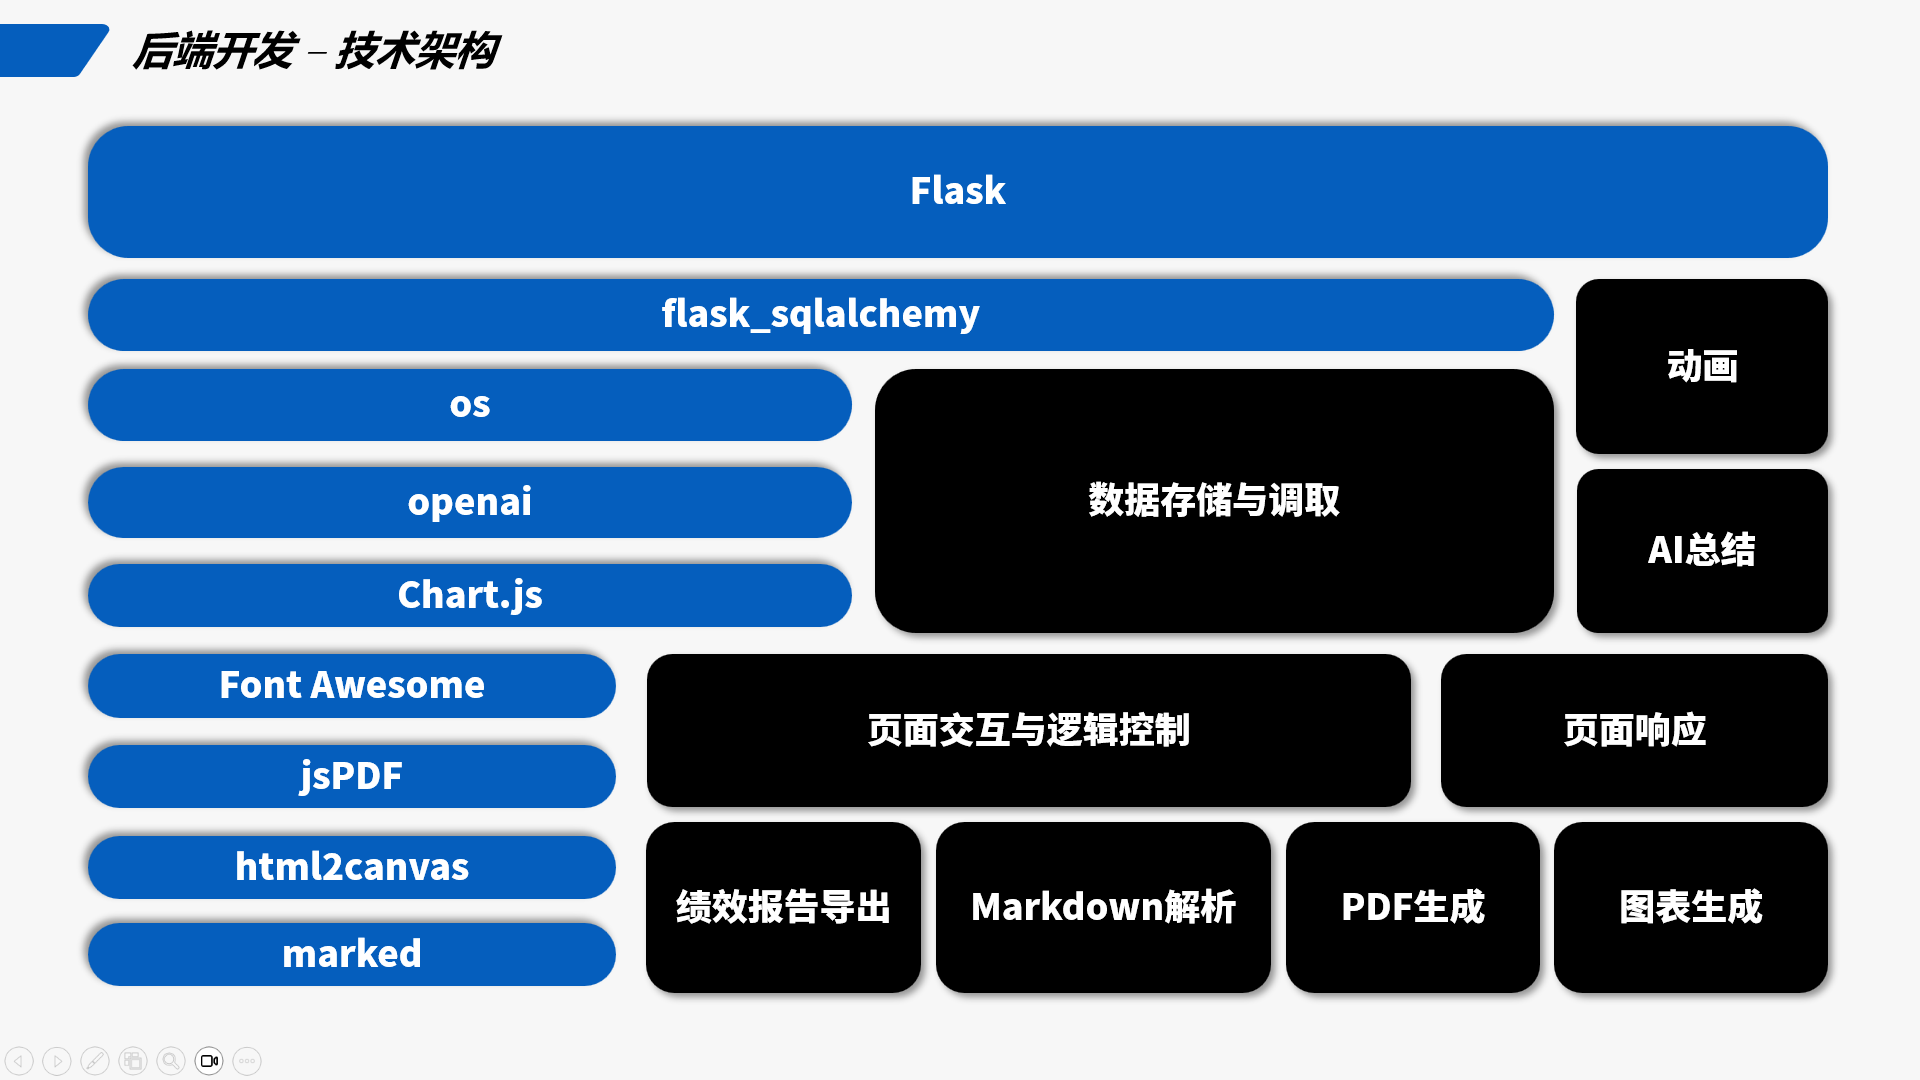 后端开发 – 技术架构
Flask
flask_sqlalchemy
动画
os
数据存储与调取
openai
AI总结
Chart.js
Font Awesome
页面交互与逻辑控制
页面响应
jsPDF
html2canvas
绩效报告导出
Markdown解析
PDF生成
图表生成
marked